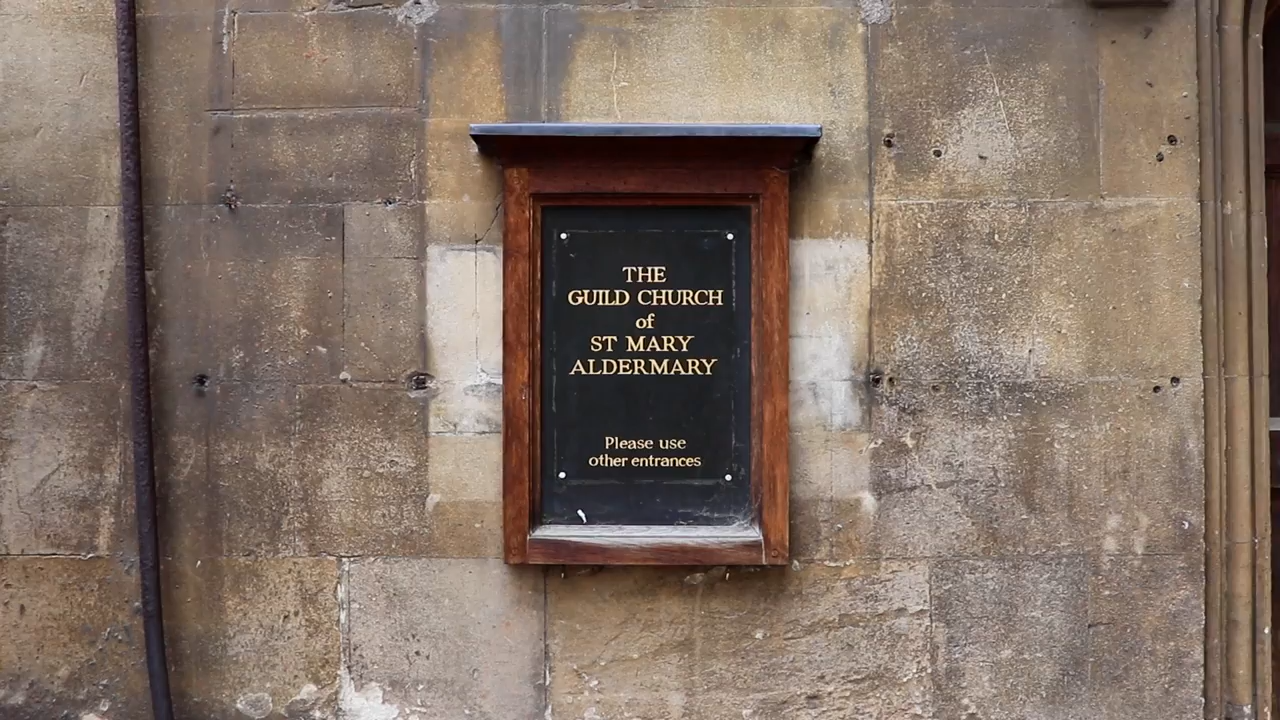 THE
GUILD CHURCH
of
ST MARY
ALDERMARY
Please use
other entrances